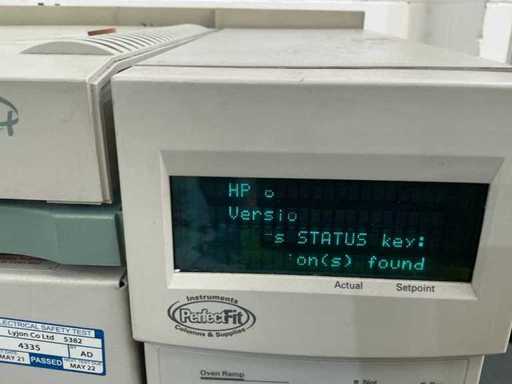 HP
Versio
s STATUS key:
on(s) found
Actual Setpoint
Instruments
PerfectFit
Columns & Supplies
Oven Ramp
ELECTRICAL SAFETY TEST
Lyjon Co Ltd 5382
4335 AD
MAY 21 PASSED MAY 22